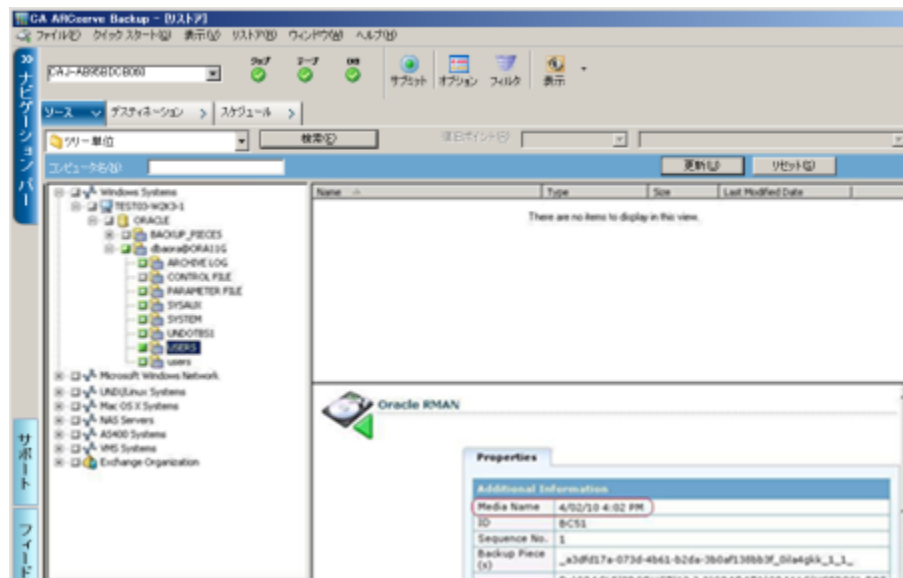 CA ARCserve Backup - [リストア]
ファイル(F) クイック スタート(Q) 表示(V) リストア(R) ウィンドウ(W) ヘルプ(H)
ナビゲーション バー
ジョブ テープ DB
サブミット オプション フィルタ 表示
ソース デスティネーション スケジュール
ツリー単位 検索(F)
コンピュータ名(N) 更新(U) リセット(S)
Windows Systems
TEST03-W2K3-1
ORACLE
BACKUP_PIECES
dbaora@ORA11G
ARCHIVE LOG
CONTROL FILE
PARAMETER FILE
SYSAUX
SYSTEM
UNDOTBS1
USERS
users
Microsoft Windows Network
UNIX/Linux Systems
Mac OS X Systems
NAS Servers
AS400 Systems
VMS Systems
Exchange Organization
Name Type Size Last Modified Date
There are no items to display in this view.
Oracle RMAN
Properties
Additional Information
Media Name 4/02/10 4:02 PM
ID BC51
Sequence No. 1
Backup Piece (s)
サポート
フィード